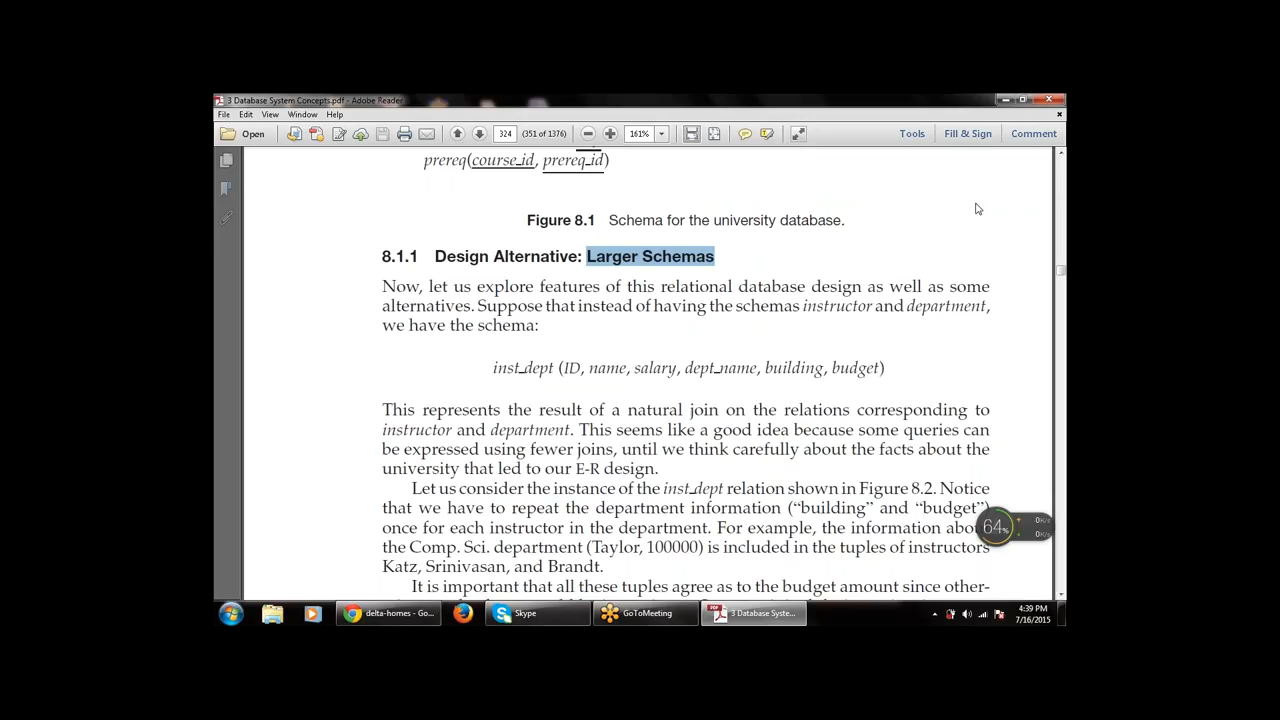 3 Database System Concepts.pdf - Adobe Reader
File Edit View Window Help
Open 324 (351 of 1376) 161% Tools Fill & Sign Comment
prereq(course_id, prereq_id)
Figure 8.1 Schema for the university database.
8.1.1 Design Alternative: Larger Schemas
Now, let us explore features of this relational database design as well as some
alternatives. Suppose that instead of having the schemas instructor and department,
we have the schema:
inst_dept (ID, name, salary, dept_name, building, budget)
This represents the result of a natural join on the relations corresponding to
instructor and department. This seems like a good idea because some queries can
be expressed using fewer joins, until we think carefully about the facts about the
university that led to our E-R design.
Let us consider the instance of the inst_dept relation shown in Figure 8.2. Notice
that we have to repeat the department information (“building” and “budget”)
once for each instructor in the department. For example, the information about
the Comp. Sci. department (Taylor, 100000) is included in the tuples of instructors
Katz, Srinivasan, and Brandt.
It is important that all these tuples agree as to the budget amount since other-
64%
0K/s
0K/s
delta-homes - Go... Skype GoToMeeting 3 Database Syste...
4:39 PM
7/16/2015